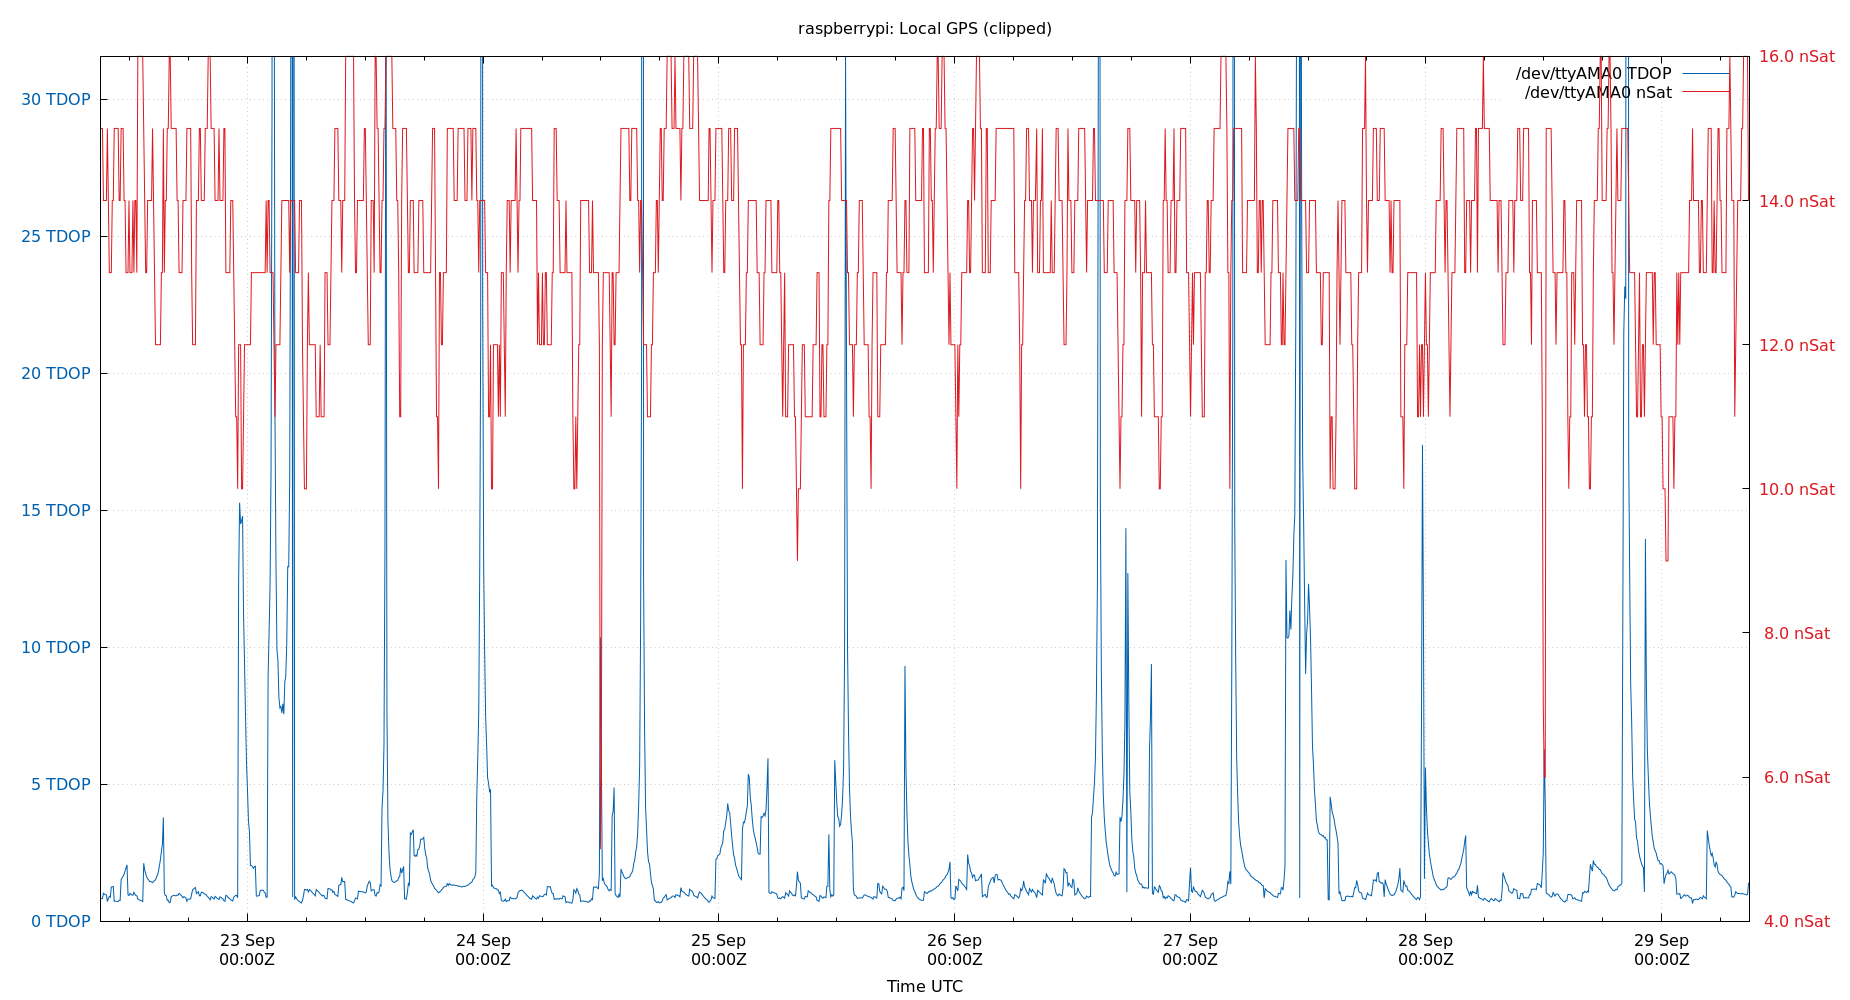 raspberrypi: Local GPS (clipped)
/dev/ttyAMA0 TDOP
/dev/ttyAMA0 nSat
30 TDOP
25 TDOP
20 TDOP
15 TDOP
10 TDOP
5 TDOP
0 TDOP
16.0 nSat
14.0 nSat
12.0 nSat
10.0 nSat
8.0 nSat
6.0 nSat
4.0 nSat
23 Sep
00:00Z
24 Sep
00:00Z
25 Sep
00:00Z
26 Sep
00:00Z
27 Sep
00:00Z
28 Sep
00:00Z
29 Sep
00:00Z
Time UTC